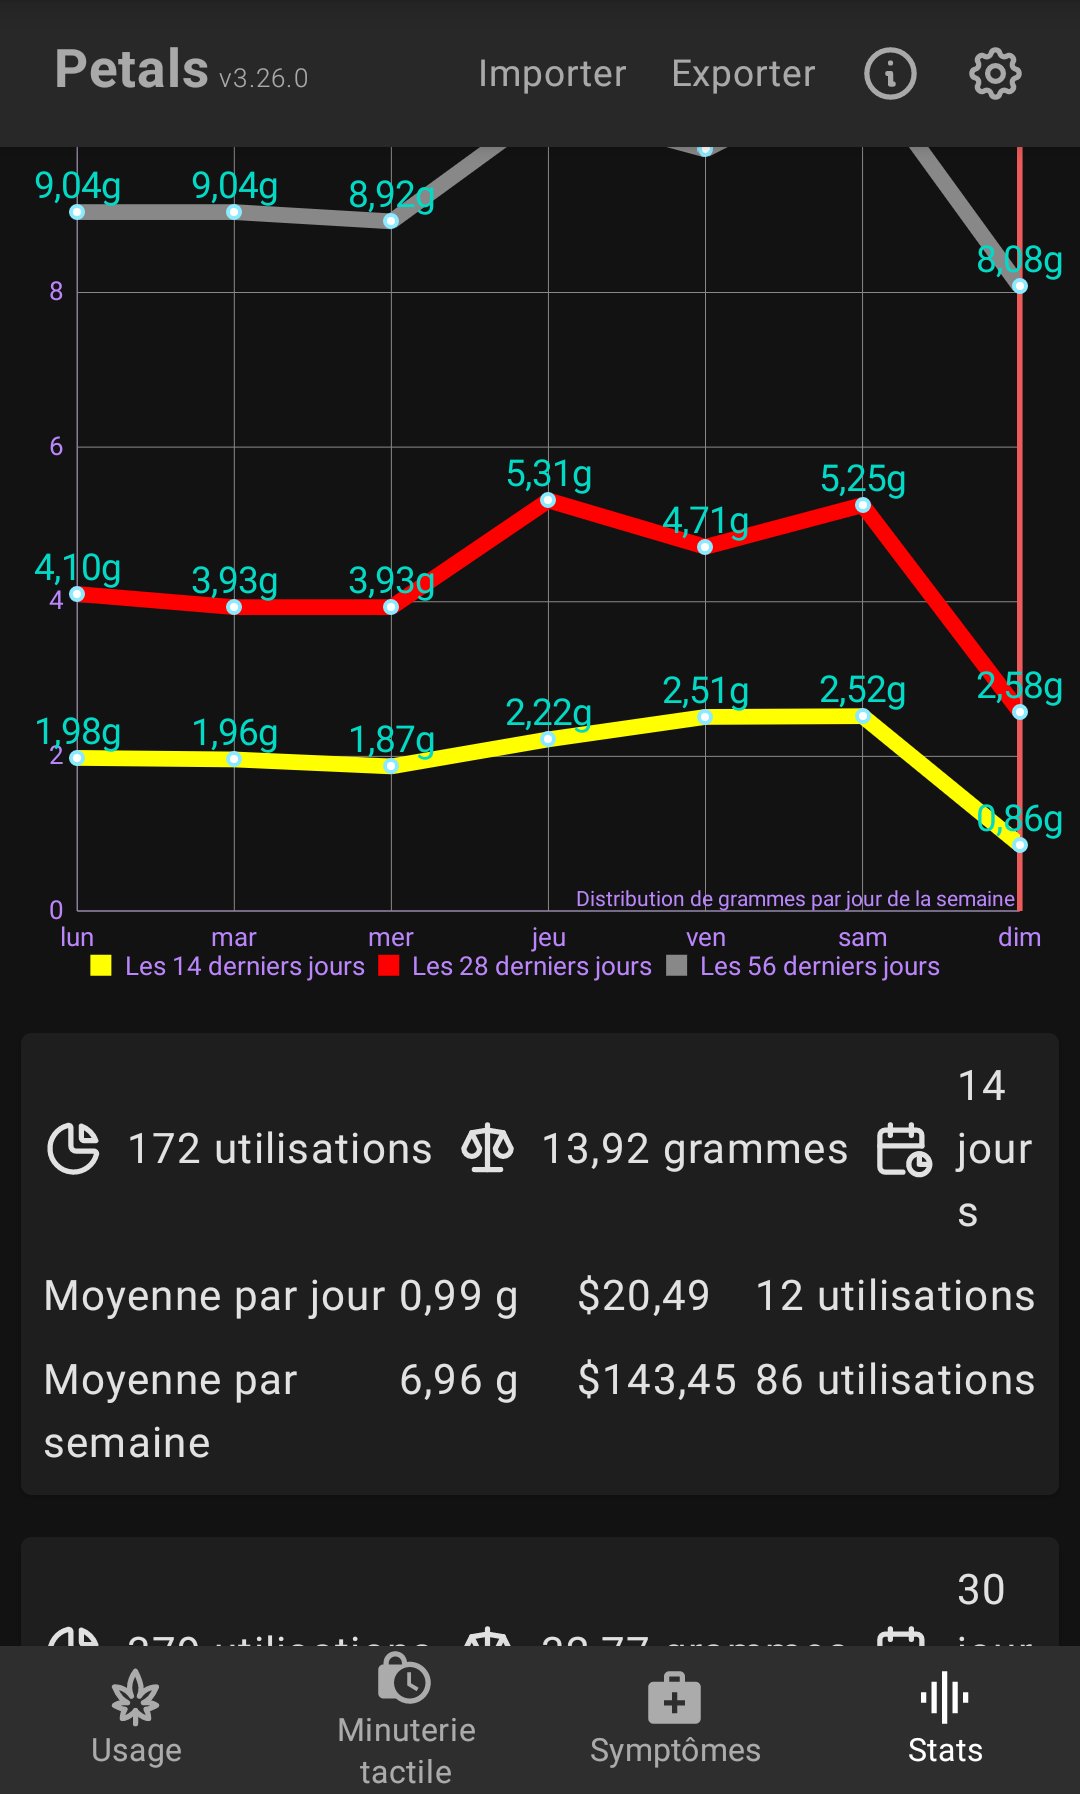 Petals v3.26.0 Importer Exporter
9,04g 9,04g 8,92g
8,08g
8
6
5,31g 5,25g
4,71g
4,10g 3,93g 3,93g
4
2,51g 2,52g 2,58g
1,98g 1,96g 1,87g 2,22g
2
0,86g
Distribution de grammes par jour de la semaine
0
lun mar mer jeu ven sam dim
Les 14 derniers jours Les 28 derniers jours Les 56 derniers jours
172 utilisations 13,92 grammes 14
jour
s
Moyenne par jour 0,99 g $20,49 12 utilisations
Moyenne par 6,96 g $143,45 86 utilisations
semaine
30
utilisations grammes jour
Usage Minuterie
tactile Symptômes Stats